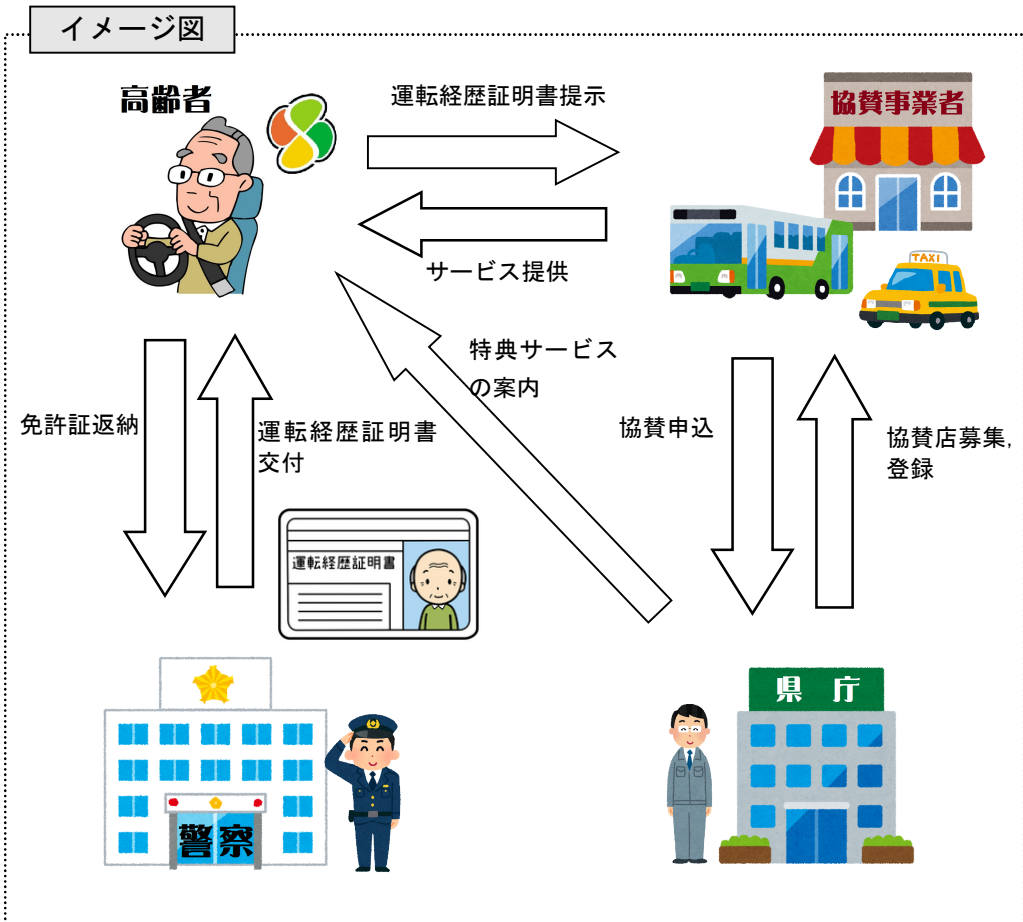 イメージ図
高齢者
運転経歴証明書提示
協賛事業者
サービス提供
TAXI
特典サービス
の案内
免許証返納
運転経歴証明書
交付
協賛申込
協賛店募集,
登録
運転経歴証明書
県 庁
警察